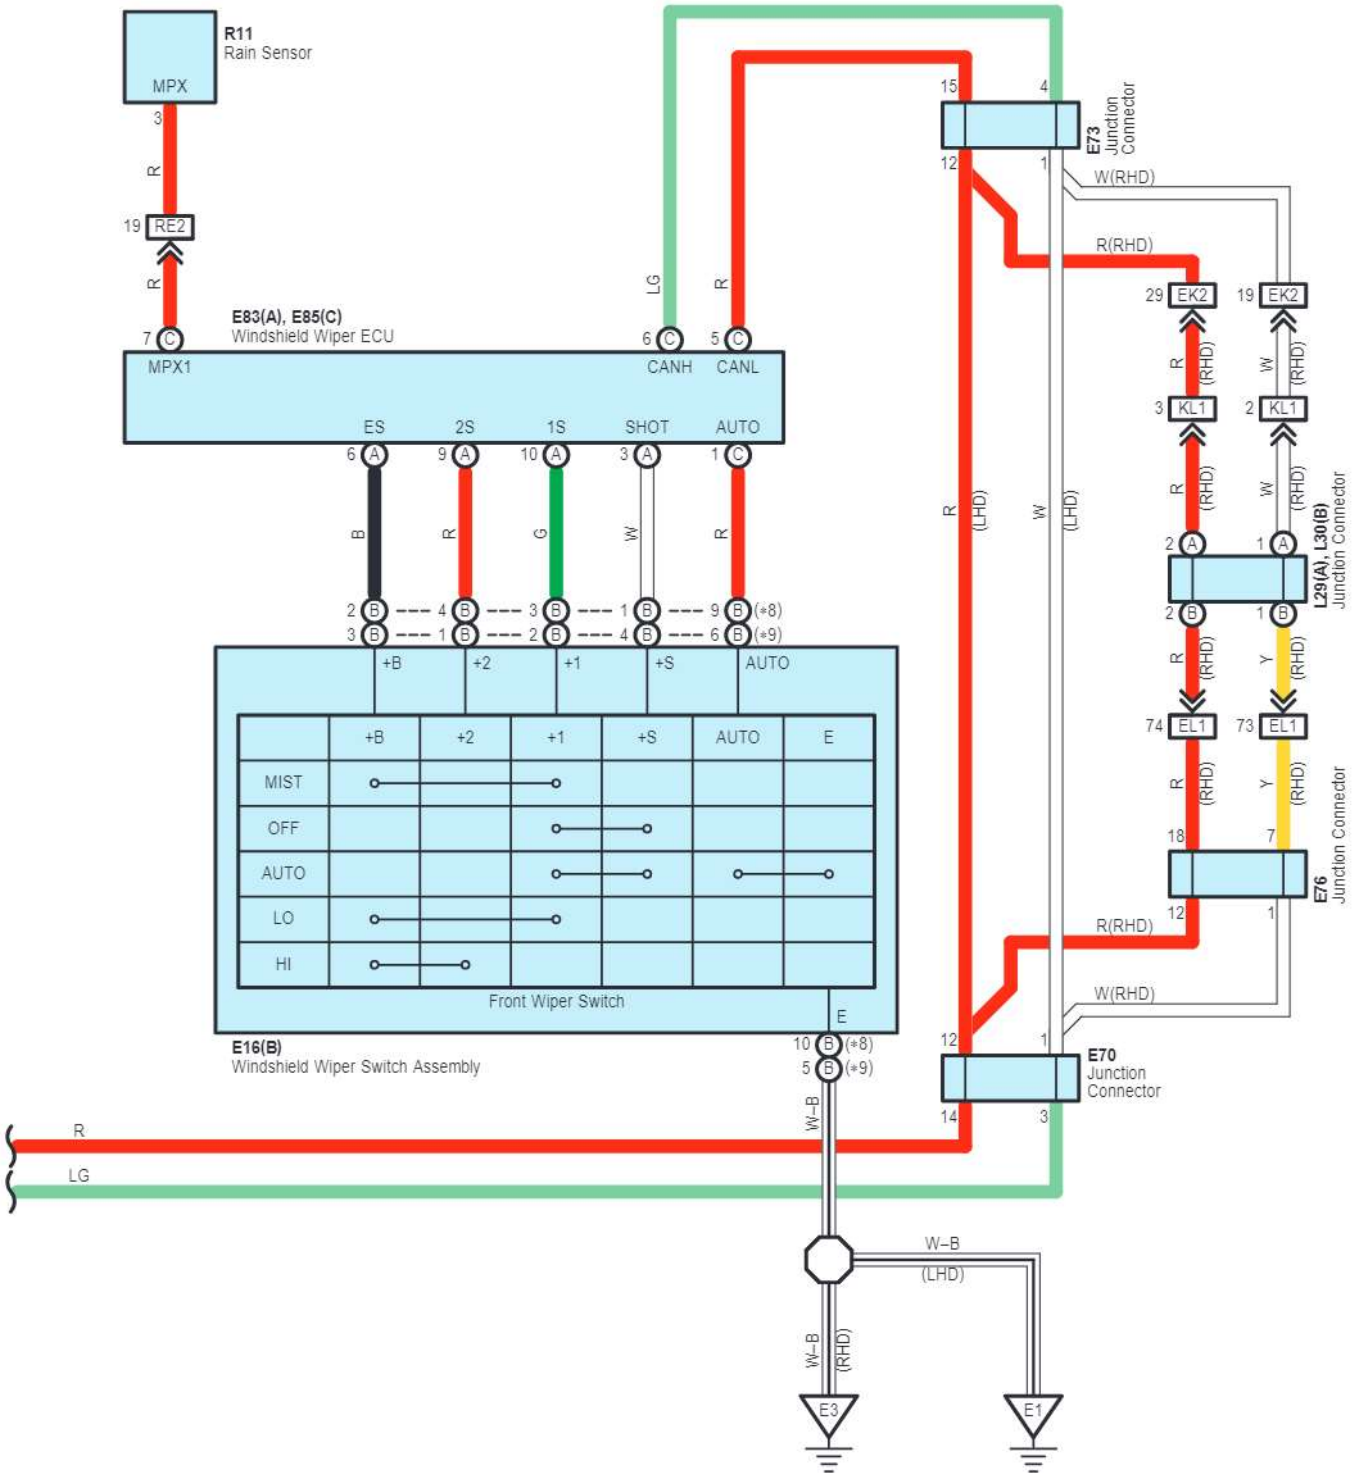 R11
Rain Sensor
MPX
3
R
19 RE2
R
E83(A), E85(C)
Windshield Wiper ECU
7 C
6 C
5 C
LG
R
MPX1
CANH
CANL
ES
2S
1S
SHOT
AUTO
6 A
9 A
10 A
3 A
1 C
B
R
G
W
R
2 B
4 B
3 B
1 B
9 B (*8)
3 B
1 B
2 B
4 B
6 B (*9)
+B
+2
+1
+S
AUTO
+B +2 +1 +S AUTO E
MIST
OFF
AUTO
LO
HI
Front Wiper Switch
E
E16(B)
Windshield Wiper Switch Assembly
10 B (*8)
5 B (*9)
W–B
R
LG
W–B
(LHD)
W–B
(RHD)
E3
E1
15
4
E73
Junction
Connector
12
1
W(RHD)
R(RHD)
29 EK2
19 EK2
R
(RHD)
W
(RHD)
3 KL1
2 KL1
R
(RHD)
W
(RHD)
R
(LHD)
W
(LHD)
2 A
1 A
L29(A), L30(B)
Junction Connector
2 B
1 B
R
(RHD)
Y
(RHD)
74 EL1
73 EL1
R
(RHD)
Y
(RHD)
18
7
E76
Junction Connector
12
1
R(RHD)
W(RHD)
12
1
E70
Junction
Connector
14
3